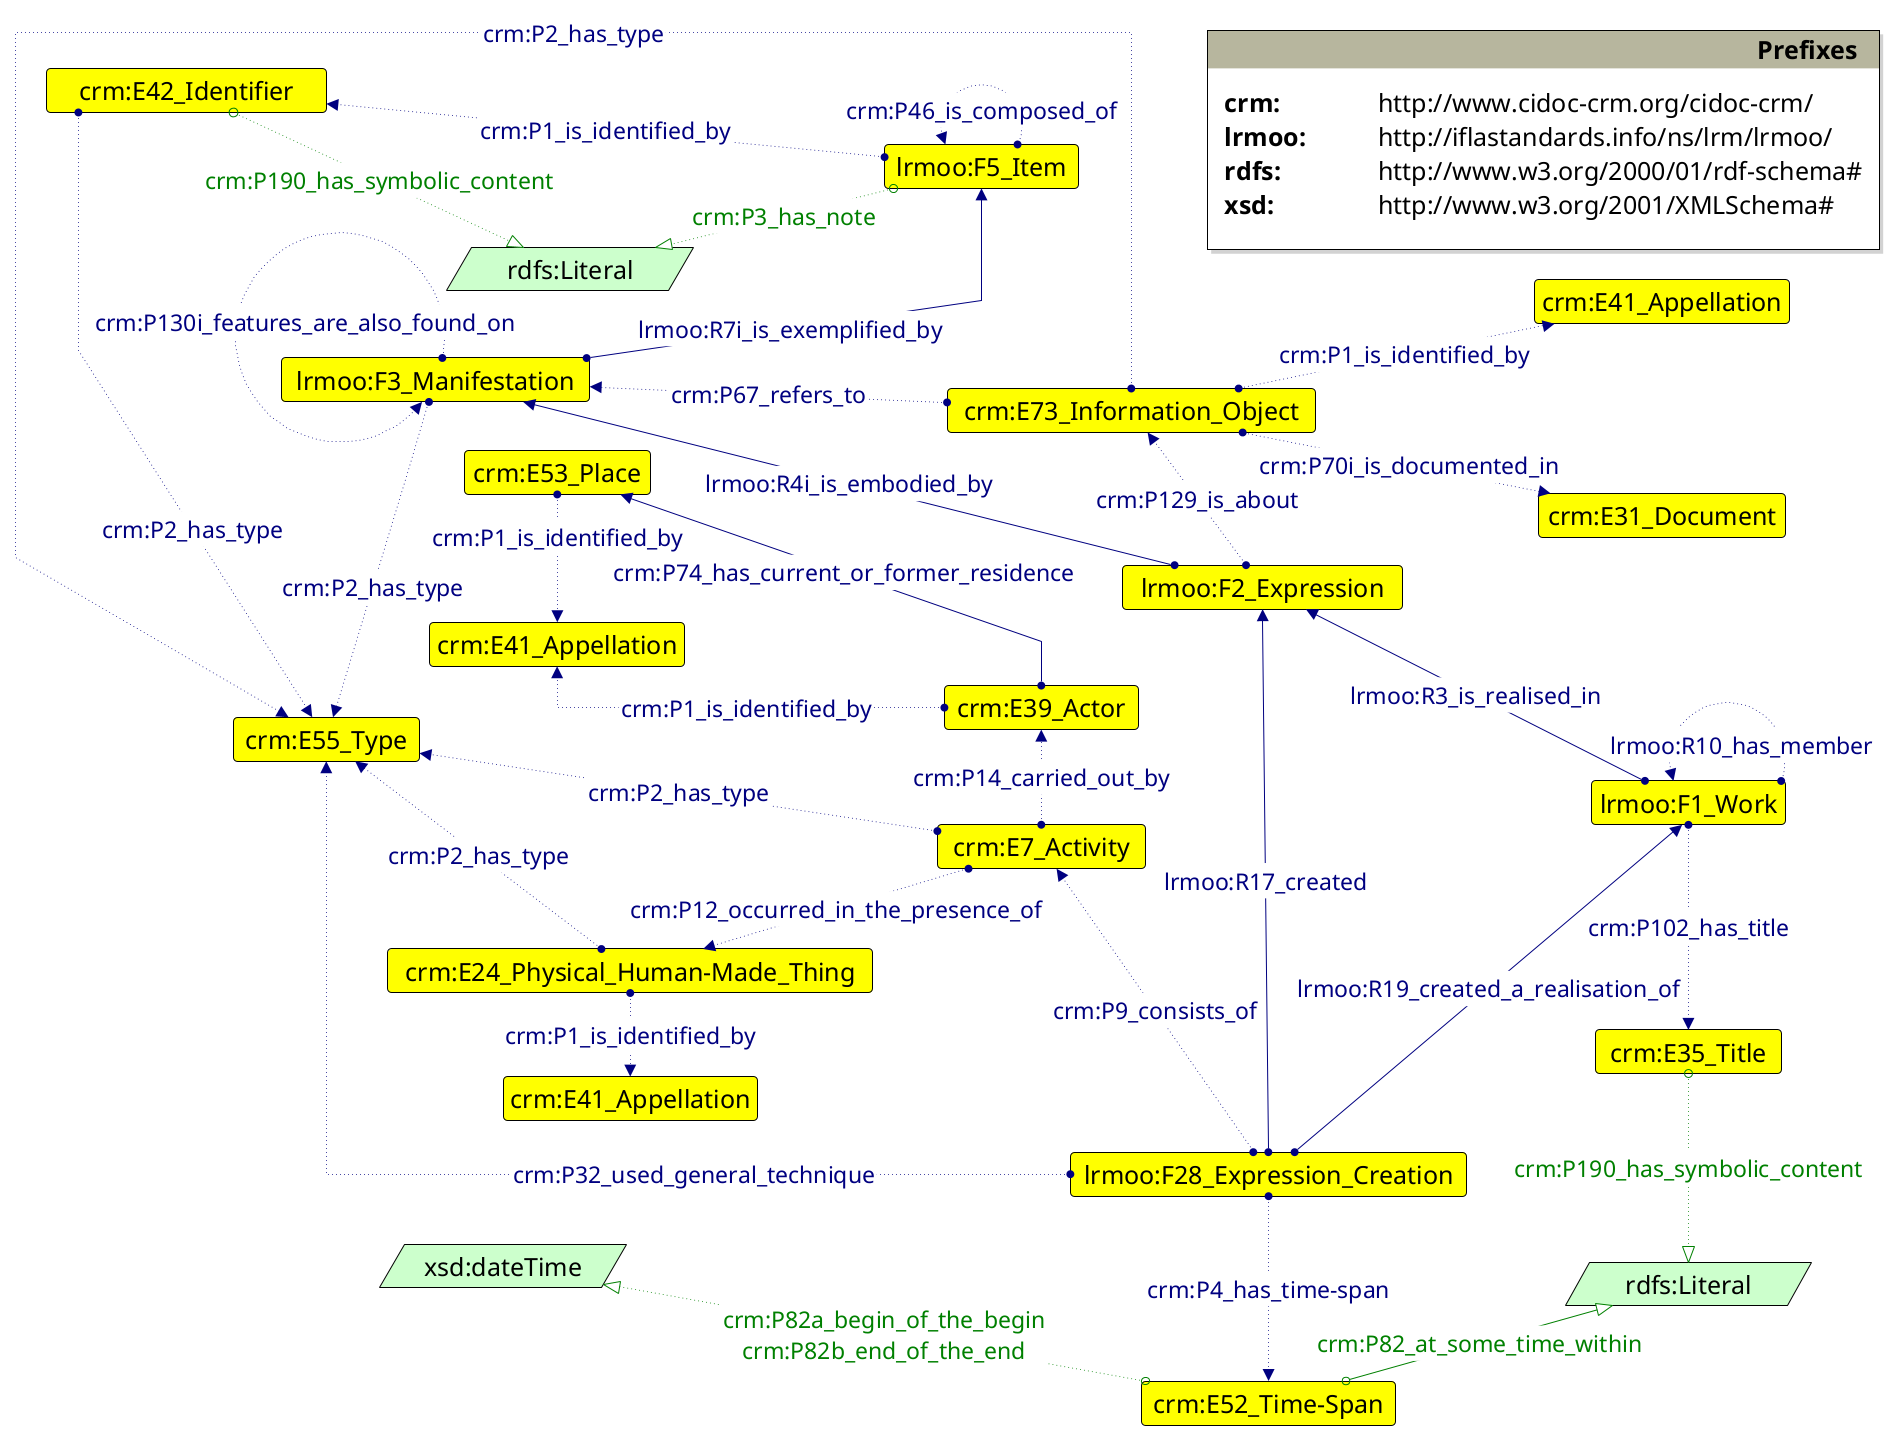 crm:P2_has_type
Prefixes
crm: http://www.cidoc-crm.org/cidoc-crm/
lrmoo: http://iflastandards.info/ns/lrm/lrmoo/
rdfs: http://www.w3.org/2000/01/rdf-schema#
xsd: http://www.w3.org/2001/XMLSchema#
crm:E42_Identifier
crm:P46_is_composed_of
crm:P1_is_identified_by
lrmoo:F5_Item
crm:P190_has_symbolic_content
crm:P3_has_note
rdfs:Literal
crm:E41_Appellation
crm:P130i_features_are_also_found_on
lrmoo:R7i_is_exemplified_by
crm:P1_is_identified_by
lrmoo:F3_Manifestation
crm:P67_refers_to
crm:E73_Information_Object
crm:E53_Place
crm:P70i_is_documented_in
lrmoo:R4i_is_embodied_by
crm:P129_is_about
crm:E31_Document
crm:P2_has_type
crm:P1_is_identified_by
crm:P74_has_current_or_former_residence
crm:P2_has_type
lrmoo:F2_Expression
crm:E41_Appellation
lrmoo:R3_is_realised_in
crm:P1_is_identified_by
crm:E39_Actor
crm:E55_Type
lrmoo:R10_has_member
crm:P14_carried_out_by
crm:P2_has_type
lrmoo:F1_Work
crm:P2_has_type
crm:E7_Activity
lrmoo:R17_created
crm:P12_occurred_in_the_presence_of
crm:P102_has_title
crm:E24_Physical_Human-Made_Thing
lrmoo:R19_created_a_realisation_of
crm:P9_consists_of
crm:P1_is_identified_by
crm:E35_Title
crm:E41_Appellation
crm:P32_used_general_technique
lrmoo:F28_Expression_Creation
crm:P190_has_symbolic_content
xsd:dateTime
crm:P4_has_time-span
rdfs:Literal
crm:P82a_begin_of_the_begin
crm:P82b_end_of_the_end
crm:P82_at_some_time_within
crm:E52_Time-Span